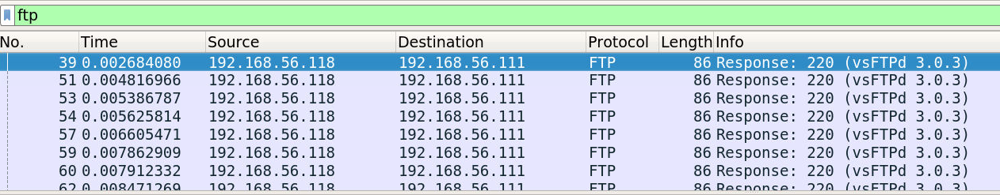 ftp
No. Time Source Destination Protocol Length Info
39 0.002684080 192.168.56.118 192.168.56.111 FTP 86 Response: 220 (vsFTPd 3.0.3)
51 0.004816966 192.168.56.118 192.168.56.111 FTP 86 Response: 220 (vsFTPd 3.0.3)
53 0.005386787 192.168.56.118 192.168.56.111 FTP 86 Response: 220 (vsFTPd 3.0.3)
54 0.005625814 192.168.56.118 192.168.56.111 FTP 86 Response: 220 (vsFTPd 3.0.3)
57 0.006605471 192.168.56.118 192.168.56.111 FTP 86 Response: 220 (vsFTPd 3.0.3)
59 0.007862909 192.168.56.118 192.168.56.111 FTP 86 Response: 220 (vsFTPd 3.0.3)
60 0.007912332 192.168.56.118 192.168.56.111 FTP 86 Response: 220 (vsFTPd 3.0.3)
62 0.008471269 192.168.56.118 192.168.56.111 FTP 86 Response: 220 (vsFTPd 3.0.3)